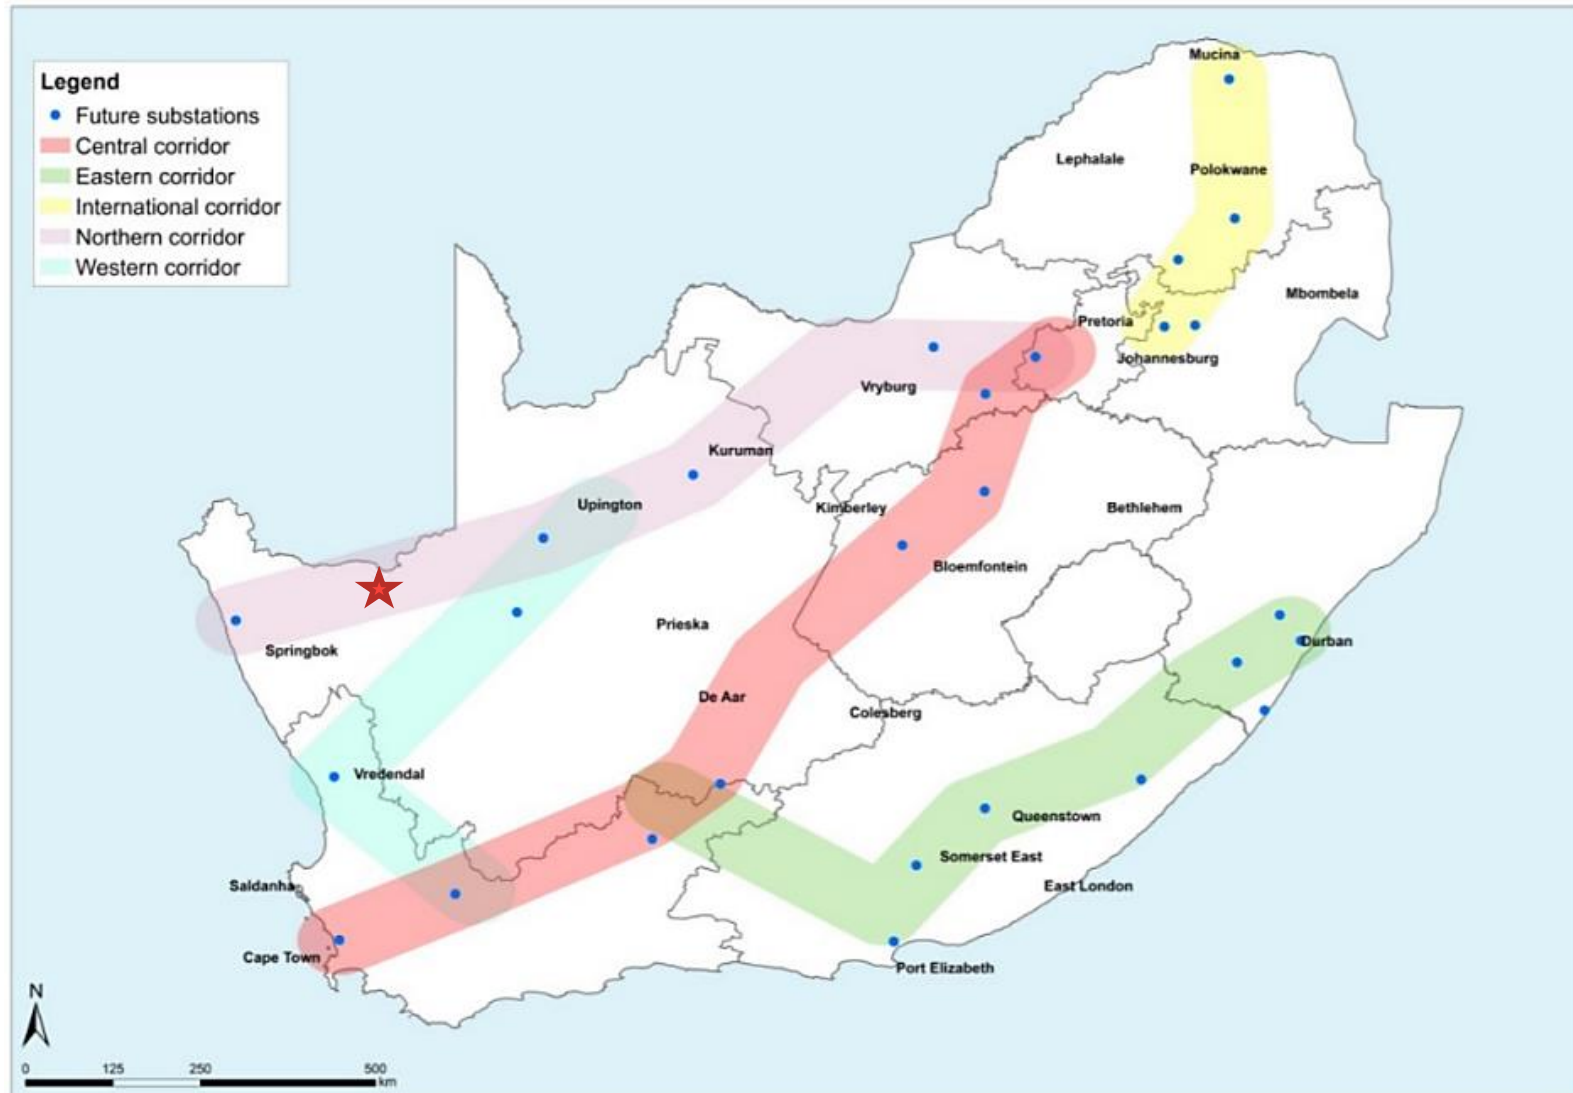 Legend
Future substations
Central corridor
Eastern corridor
International corridor
Northern corridor
Western corridor
Mucina
Lephalale
Polokwane
Mbombela
Pretoria
Johannesburg
Vryburg
Kuruman
Upington
Kimberley
Bethlehem
Bloemfontein
Prieska
Springbok
Durban
De Aar
Colesberg
Vredendal
Queenstown
Somerset East
East London
Saldanha
Cape Town
Port Elizabeth
N
0 125 250 500
km